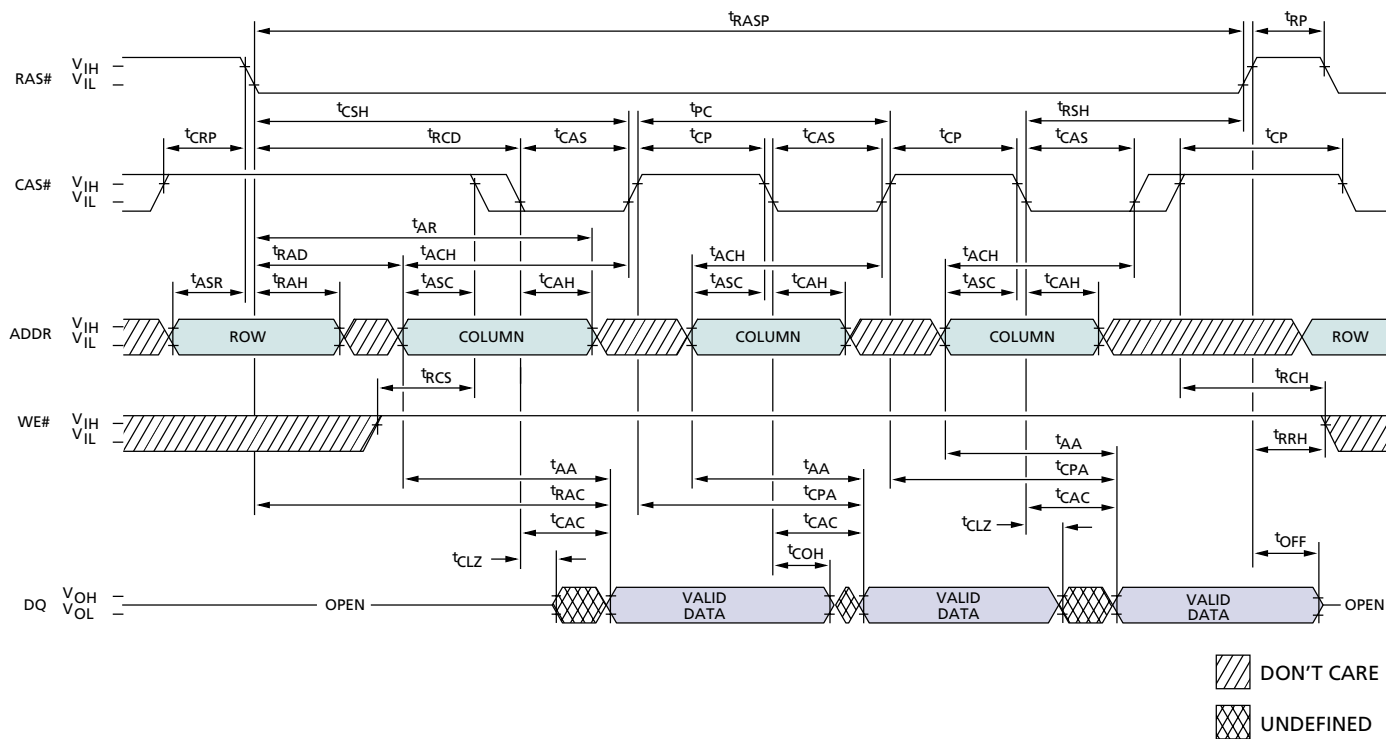 tRASP tRP
RAS# VIH
VIL
tCSH tPC tRSH
tCRP tRCD tCAS tCP tCAS tCP tCAS tCP
CAS# VIH
VIL
tAR
tRAD tACH tACH tACH
tASR tRAH tASC tCAH tASC tCAH tASC tCAH
ADDR VIH
VIL
ROW COLUMN COLUMN COLUMN ROW
tRCS tRCH
WE# VIH
VIL
tAA tRRH
tAA tAA tCPA
tRAC tCPA tCAC
tCAC tCAC tCLZ
tCLZ tCOH tOFF
DQ VOH
VOL
OPEN VALID DATA VALID DATA VALID DATA OPEN
DON'T CARE
UNDEFINED